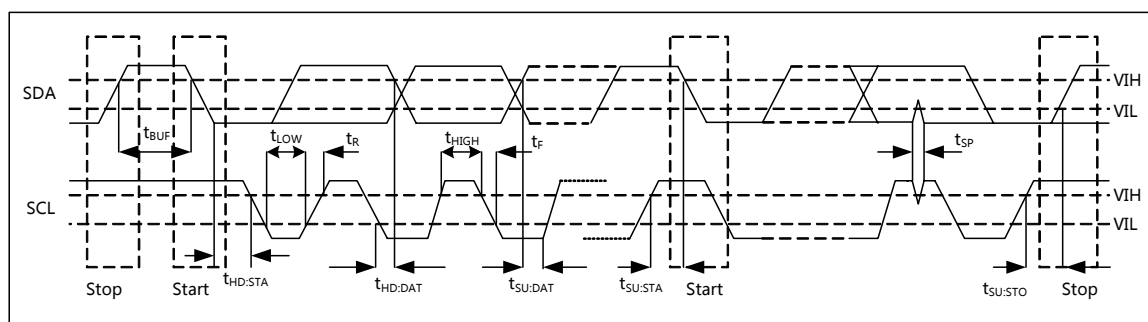 SDA
VIH
VIL
tBUF
tLOW
tR
tHIGH
tF
tSP
SCL
VIH
VIL
tHD:STA
tHD:DAT
tSU:DAT
tSU:STA
tSU:STO
Stop
Start
Start
Stop